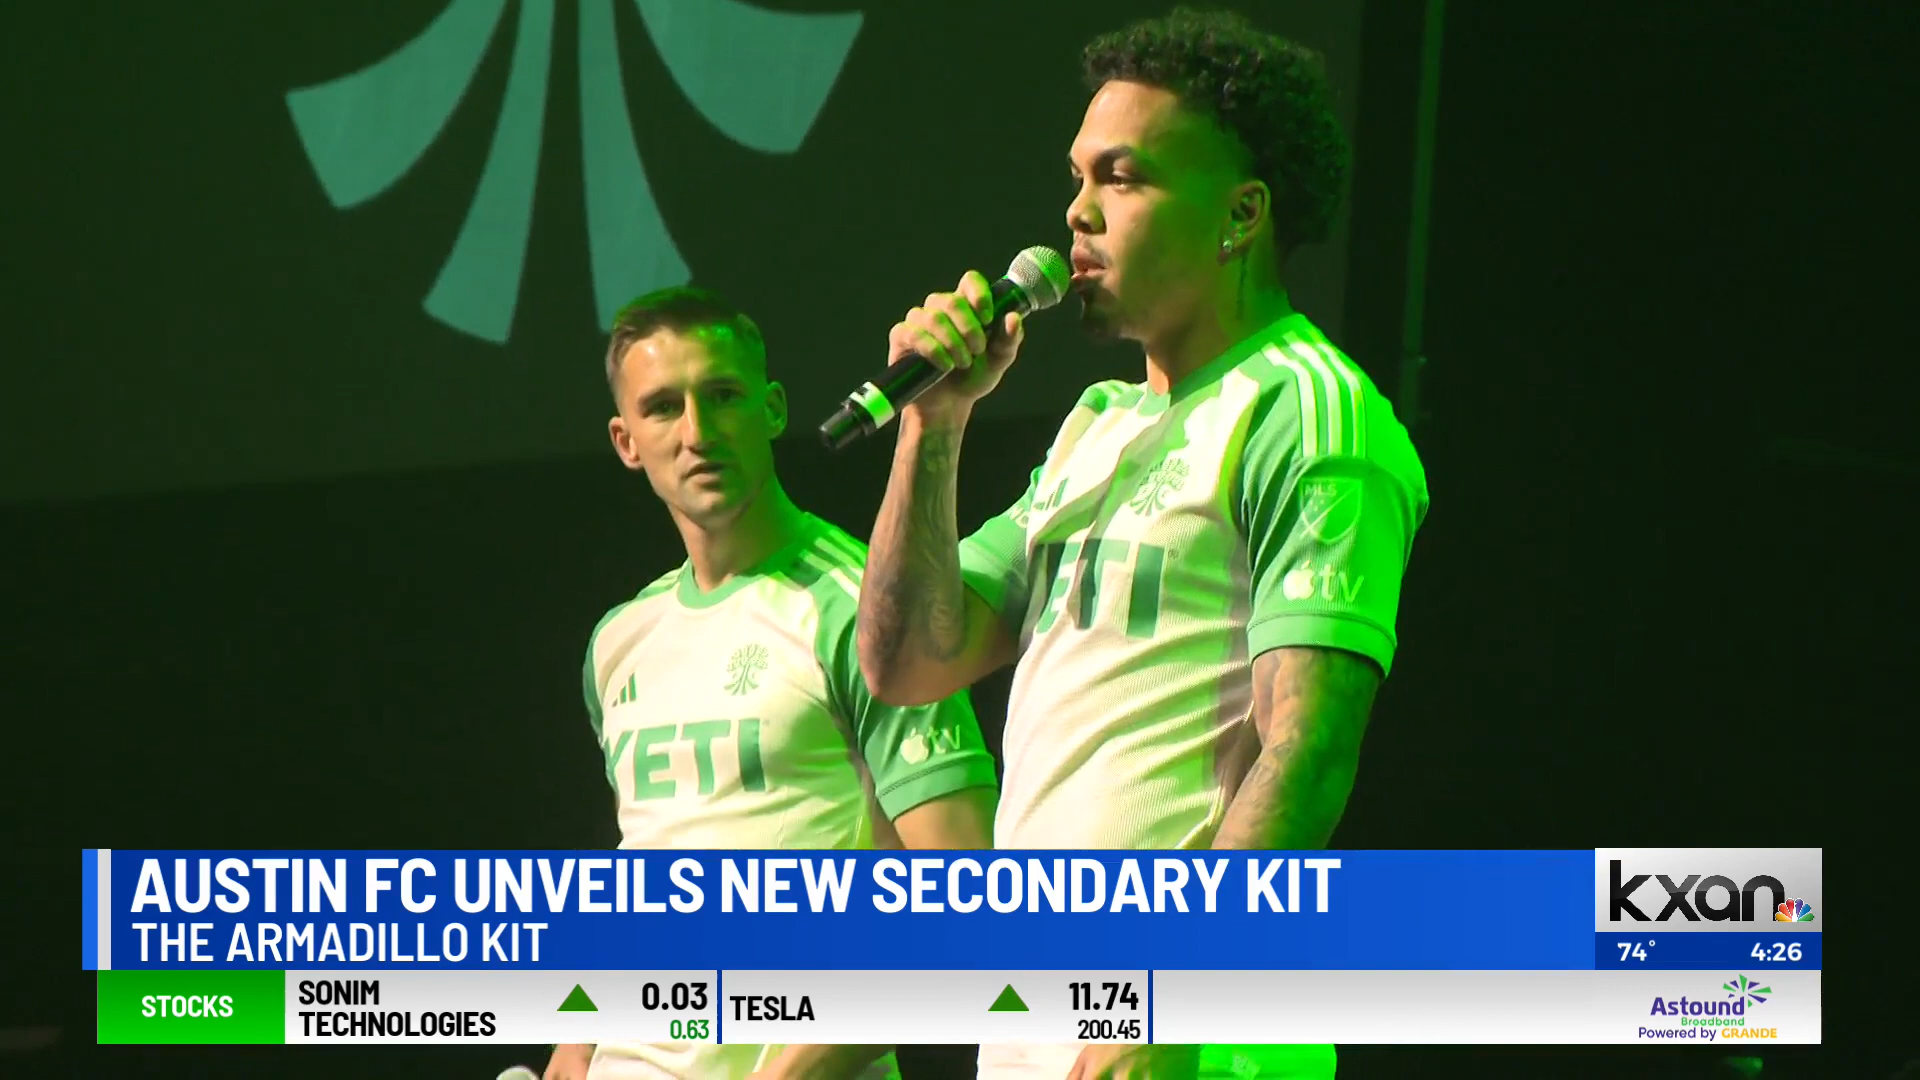 MLS
YETI
tv
YETI
tv
AUSTIN FC UNVEILS NEW SECONDARY KIT
THE ARMADILLO KIT
kxan
74° 4:26
STOCKS
SONIM
TECHNOLOGIES
0.03
0.63
TESLA
11.74
200.45
Astound
Broadband
Powered by GRANDE